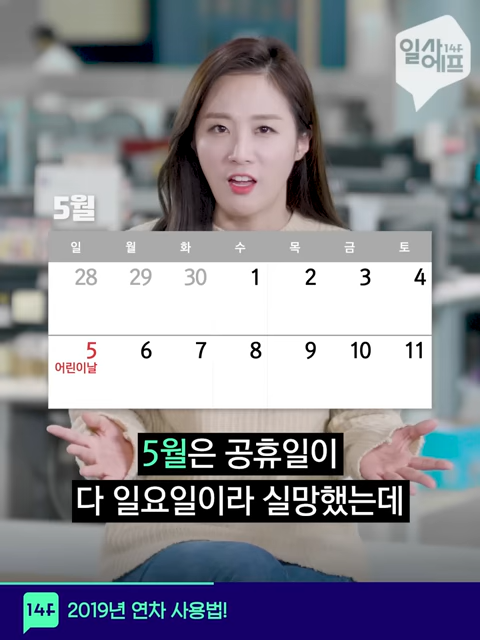 일사 14F
에프
5월
일 월 화 수 목 금 토
28 29 30 1 2 3 4
5 6 7 8 9 10 11
어린이날
5월은 공휴일이
다 일요일이라 실망했는데
14F 2019년 연차 사용법!